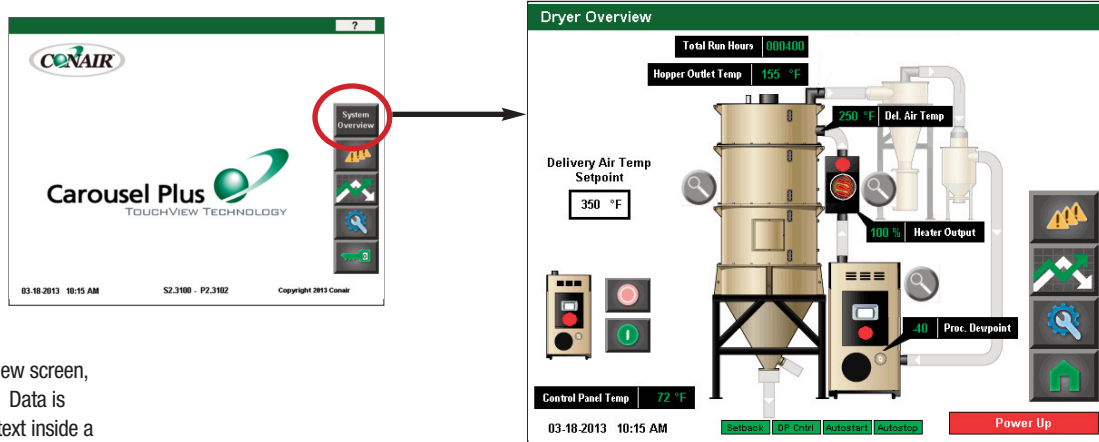 ?
CONAIR
System
Overview
Carousel Plus
TOUCHVIEW TECHNOLOGY
03-18-2013 10:15 AM
S2.3100 - P2.3102
Copyright 2013 Conair
ew screen,
Data is
text inside a
Dryer Overview
Total Run Hours 000400
Hopper Outlet Temp 155 °F
250 °F Del. Air Temp
Delivery Air Temp
Setpoint
350 °F
100 % Heater Output
-40 Proc. Dewpoint
Control Panel Temp 72 °F
03-18-2013 10:15 AM
Setback
DP Cntrl
Autostart
Autostop
Power Up